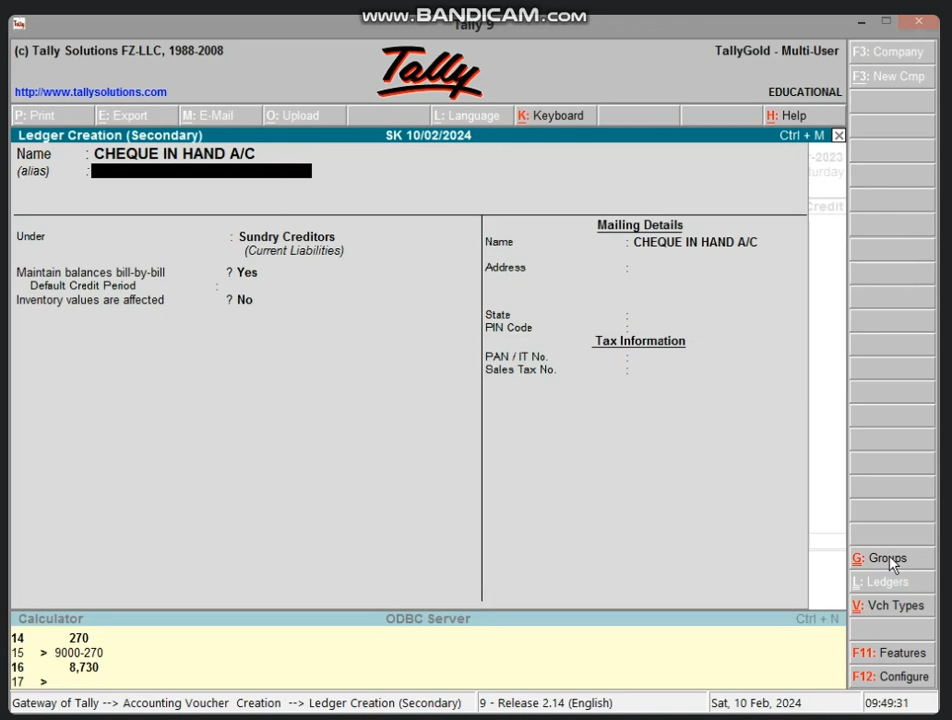 www.BANDICAM.com
Tally 9
(c) Tally Solutions FZ-LLC, 1988-2008
Tally
TallyGold - Multi-User
http://www.tallysolutions.com
EDUCATIONAL
P: Print E: Export M: E-Mail O: Upload L: Language K: Keyboard H: Help
Ledger Creation (Secondary) SK 10/02/2024 Ctrl + M
Name : CHEQUE IN HAND A/C
(alias) :
Under : Sundry Creditors
(Current Liabilities)
Maintain balances bill-by-bill ? Yes
Default Credit Period :
Inventory values are affected ? No
Mailing Details
Name : CHEQUE IN HAND A/C
Address :
State :
PIN Code :
Tax Information
PAN / IT No. :
Sales Tax No. :
-2023
urday
Credit
F3: Company
F3: New Cmp
G: Groups
L: Ledgers
V: Vch Types
F11: Features
F12: Configure
Calculator ODBC Server Ctrl + N
14 270
15 > 9000-270
16 8,730
17 >
Gateway of Tally --> Accounting Voucher Creation --> Ledger Creation (Secondary) 9 - Release 2.14 (English) Sat, 10 Feb, 2024 09:49:31